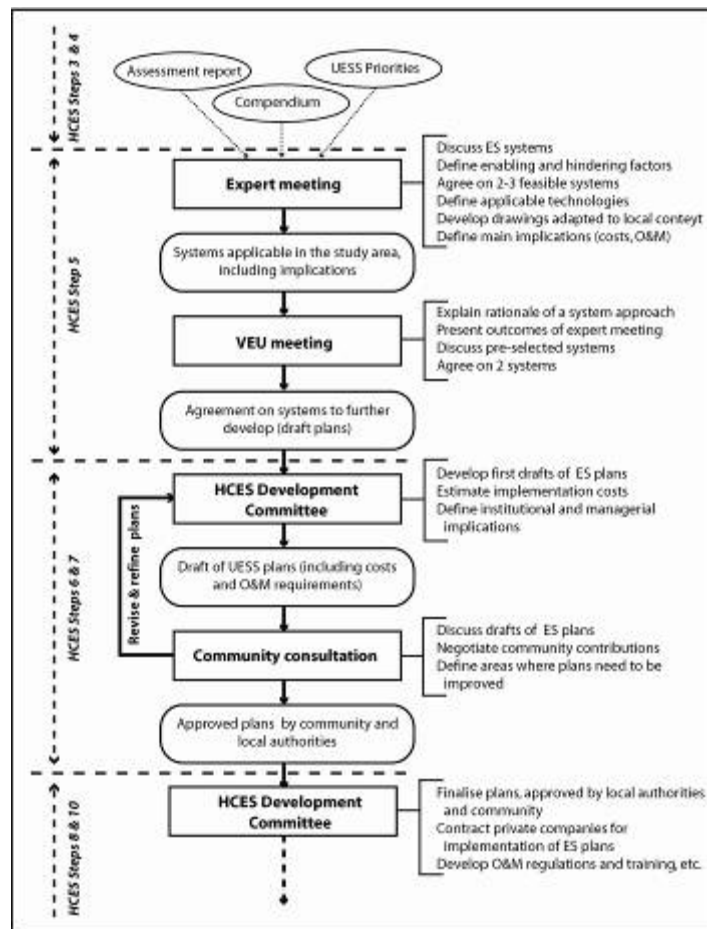 HCES Steps 3 & 4
Assessment report
UESS Priorities
Compendium
HCES Step 5
Expert meeting
Discuss ES systems
Define enabling and hindering factors
Agree on 2-3 feasible systems
Define applicable technologies
Develop drawings adapted to local conteyt
Define main implications (costs, O&M)
Systems applicable in the study area,
including implications
VEU meeting
Explain rationale of a system approach
Present outcomes of expert meeting
Discuss pre-selected systems
Agree on 2 systems
Agreement on systems to further
develop (draft plans)
HCES Steps 6 & 7
HCES Development
Committee
Develop first drafts of ES plans
Estimate implementation costs
Define institutional and managerial
implications
Revise & refine plans
Draft of UESS plans (including costs
and O&M requirements)
Community consultation
Discuss drafts of ES plans
Negotiate community contributions
Define areas where plans need to be
improved
Approved plans by community and
local authorities
HCES Steps 8 & 10
HCES Development
Committee
Finalise plans, approved by local authorities
and community
Contract private companies for
implementation of ES plans
Develop O&M regulations and training, etc.